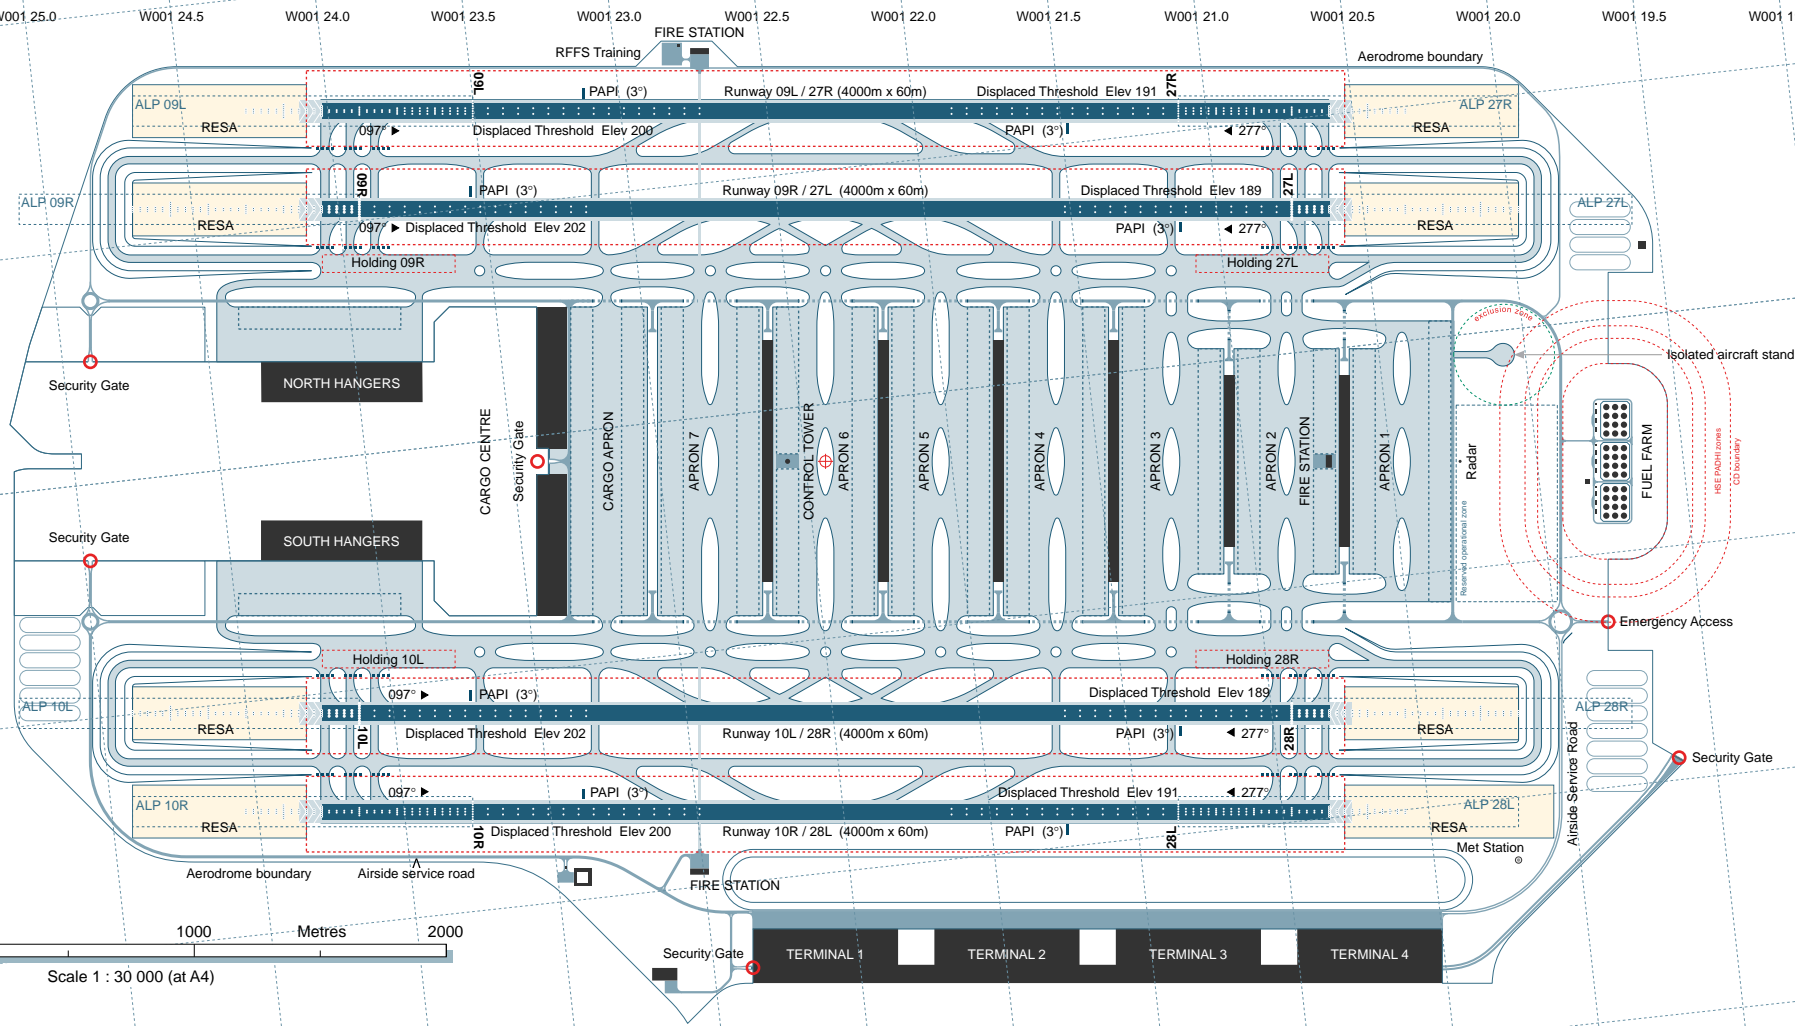 W001 25.0
W001 24.5
W001 24.0
W001 23.5
W001 23.0
W001 22.5
W001 22.0
W001 21.5
W001 21.0
W001 20.5
W001 20.0
W001 19.5
W001 1
FIRE STATION
RFFS Training
Aerodrome boundary
09L
PAPI (3°)
Runway 09L / 27R (4000m x 60m)
Displaced Threshold Elev 191
27R
ALP 09L
RESA
097°
Displaced Threshold Elev 200
PAPI (3°)
277°
ALP 27R
RESA
09R
PAPI (3°)
Runway 09R / 27L (4000m x 60m)
Displaced Threshold Elev 189
27L
ALP 09R
RESA
097°
Displaced Threshold Elev 202
PAPI (3°)
277°
ALP 27L
RESA
Holding 09R
Holding 27L
exclusion zone
Isolated aircraft stand
Security Gate
NORTH HANGERS
CARGO CENTRE
Security Gate
CARGO APRON
APRON 7
CONTROL TOWER
APRON 6
APRON 5
APRON 4
APRON 3
APRON 2
FIRE STATION
APRON 1
Radar
Reserved operational zone
FUEL FARM
HSE PADHI zones
CD boundary
Security Gate
SOUTH HANGERS
Emergency Access
Holding 10L
Holding 28R
097°
PAPI (3°)
Displaced Threshold Elev 189
ALP 10L
RESA
10L
Displaced Threshold Elev 202
Runway 10L / 28R (4000m x 60m)
PAPI (3°)
277°
28R
ALP 28R
RESA
Airside Service Road
Security Gate
097°
PAPI (3°)
Displaced Threshold Elev 191
277°
ALP 10R
RESA
10R
Displaced Threshold Elev 200
Runway 10R / 28L (4000m x 60m)
PAPI (3°)
28L
ALP 28L
RESA
Met Station
Aerodrome boundary
Airside service road
FIRE STATION
1000
Metres
2000
Scale 1 : 30 000 (at A4)
Security Gate
TERMINAL 1
TERMINAL 2
TERMINAL 3
TERMINAL 4